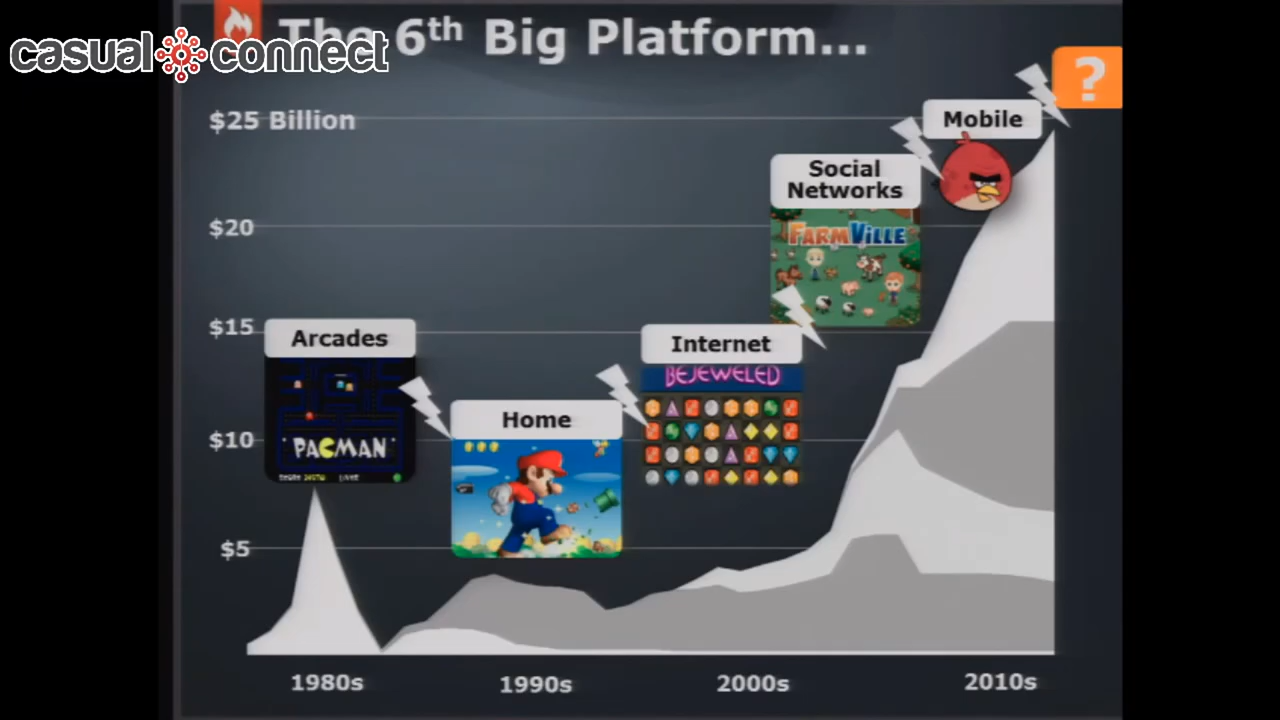 The 6th Big Platform...
casual connect
?
$25 Billion
Mobile
Social
Networks
$20
FARMVILLE
$15
Arcades
Internet
BEJEWELED
Home
$10
PACMAN
$5
1980s
1990s
2000s
2010s